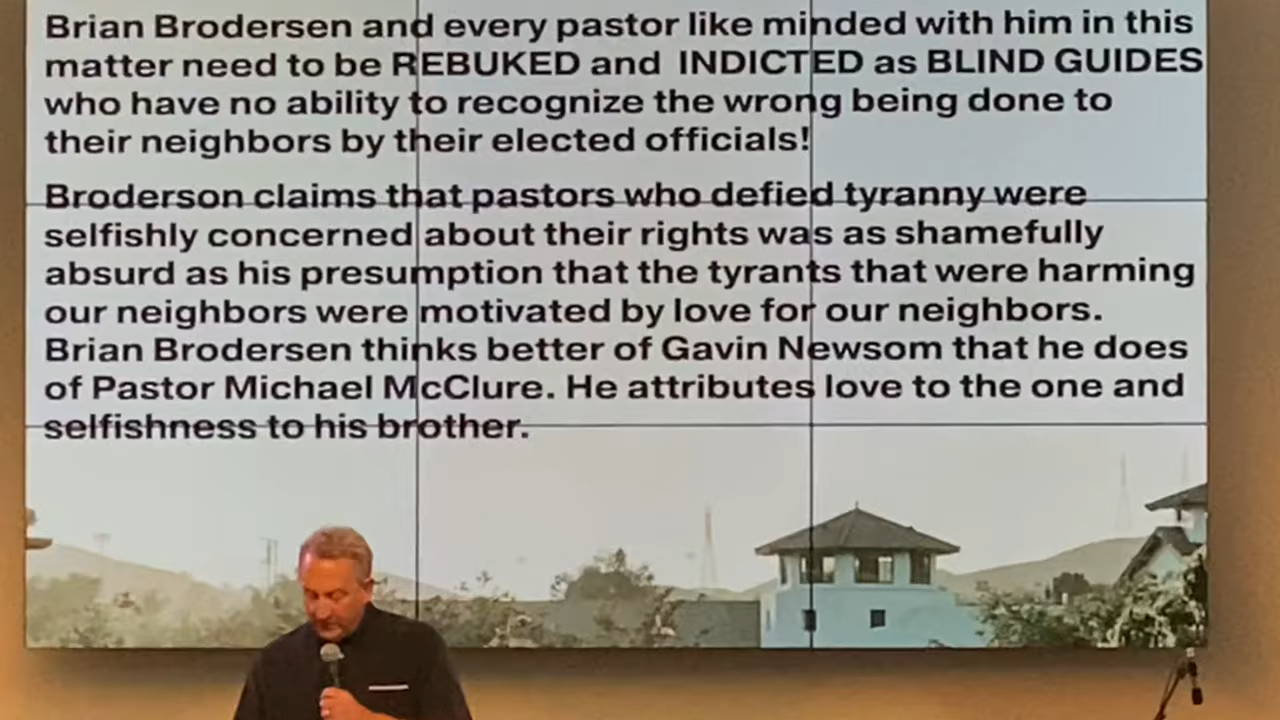 Brian Brodersen and every pastor like minded with him in this
matter need to be REBUKED and INDICTED as BLIND GUIDES
who have no ability to recognize the wrong being done to
their neighbors by their elected officials!
Broderson claims that pastors who defied tyranny were
selfishly concerned about their rights was as shamefully
absurd as his presumption that the tyrants that were harming
our neighbors were motivated by love for our neighbors.
Brian Brodersen thinks better of Gavin Newsom that he does
of Pastor Michael McClure. He attributes love to the one and
selfishness to his brother.